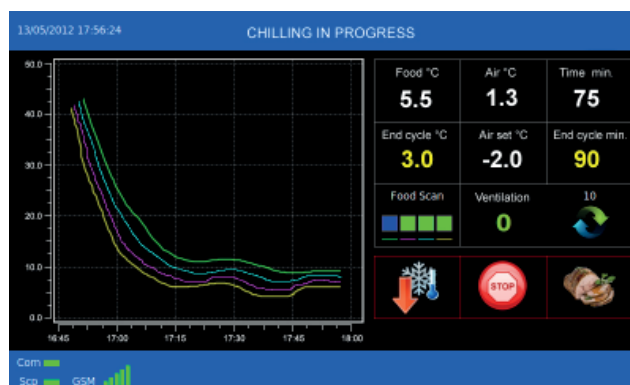 13/05/2012 17:56:24
CHILLING IN PROGRESS
50.0
40.0
30.0
20.0
10.0
0.0
16:45 17:00 17:15 17:30 17:45 18:00
Food °C Air °C Time min.
5.5 1.3 75
End cycle °C Air set °C End cycle min.
3.0 -2.0 90
Food Scan Ventilation 10
0
STOP
Com
Scp GSM